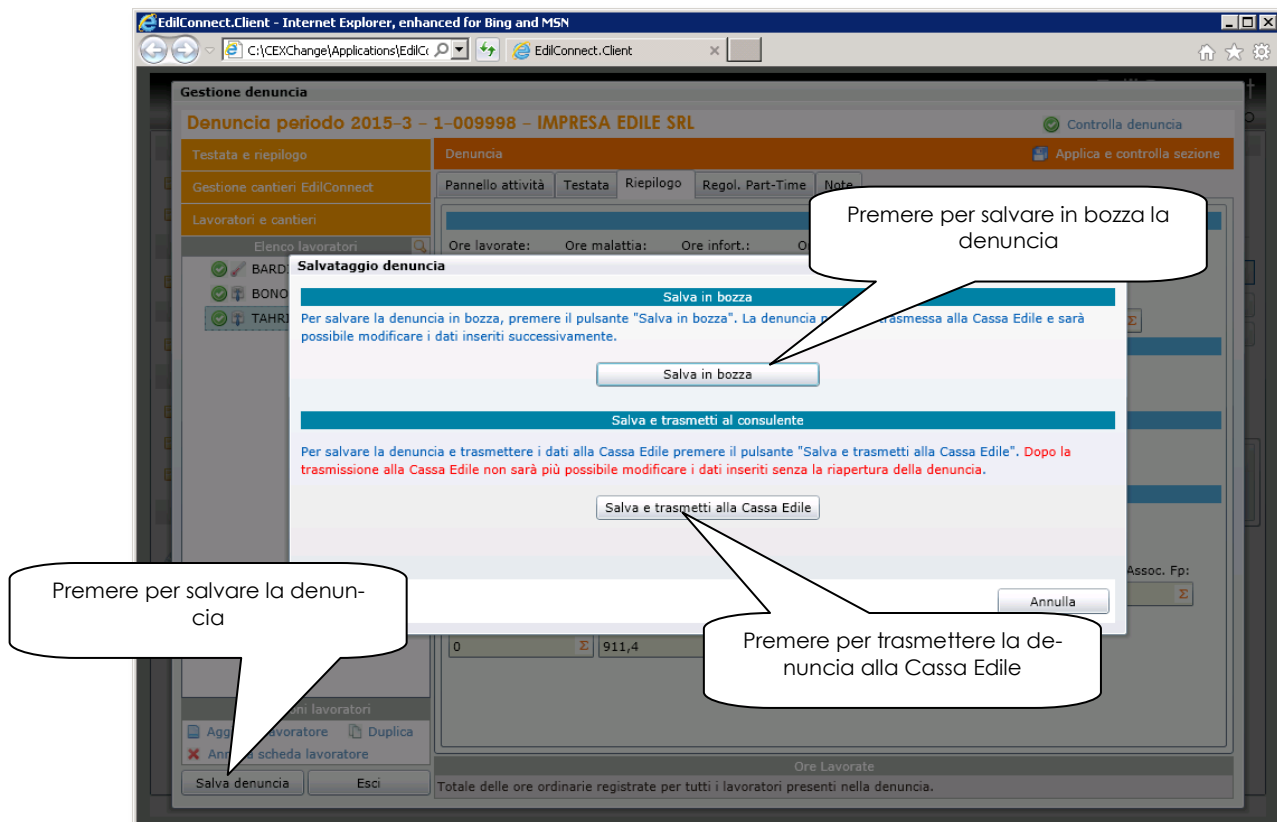 EdilConnect.Client - Internet Explorer, enhanced for Bing and MSN
C:\CEXChange\Applications\EdilCo
EdilConnect.Client
Gestione denuncia
Denuncia periodo 2015-3 - 1-009998 - IMPRESA EDILE SRL
Controlla denuncia
Testata e riepilogo
Denuncia
Applica e controlla sezione
Gestione cantieri EdilConnect
Pannello attività
Testata
Riepilogo
Regol. Part-Time
Note
Lavoratori e cantieri
Elenco lavoratori
Ore lavorate:
Ore malattia:
Ore infort.:
BARD
BONO
TAHRI
Premere per salvare in bozza la
denuncia
Salvataggio denuncia
Salva in bozza
Per salvare la denuncia in bozza, premere il pulsante "Salva in bozza". La denuncia trasmessa alla Cassa Edile e sarà
possibile modificare i dati inseriti successivamente.
Salva in bozza
Salva e trasmetti al consulente
Per salvare la denuncia e trasmettere i dati alla Cassa Edile premere il pulsante "Salva e trasmetti alla Cassa Edile". Dopo la
trasmissione alla Cassa Edile non sarà più possibile modificare i dati inseriti senza la riapertura della denuncia.
Salva e trasmetti alla Cassa Edile
Assoc. Fp:
Σ
Annulla
Premere per salvare la denun-
cia
Premere per trasmettere la de-
nuncia alla Cassa Edile
0
Σ
911,4
lavoratori
Duplica
scheda lavoratore
Salva denuncia
Esci
Ore Lavorate
Totale delle ore ordinarie registrate per tutti i lavoratori presenti nella denuncia.